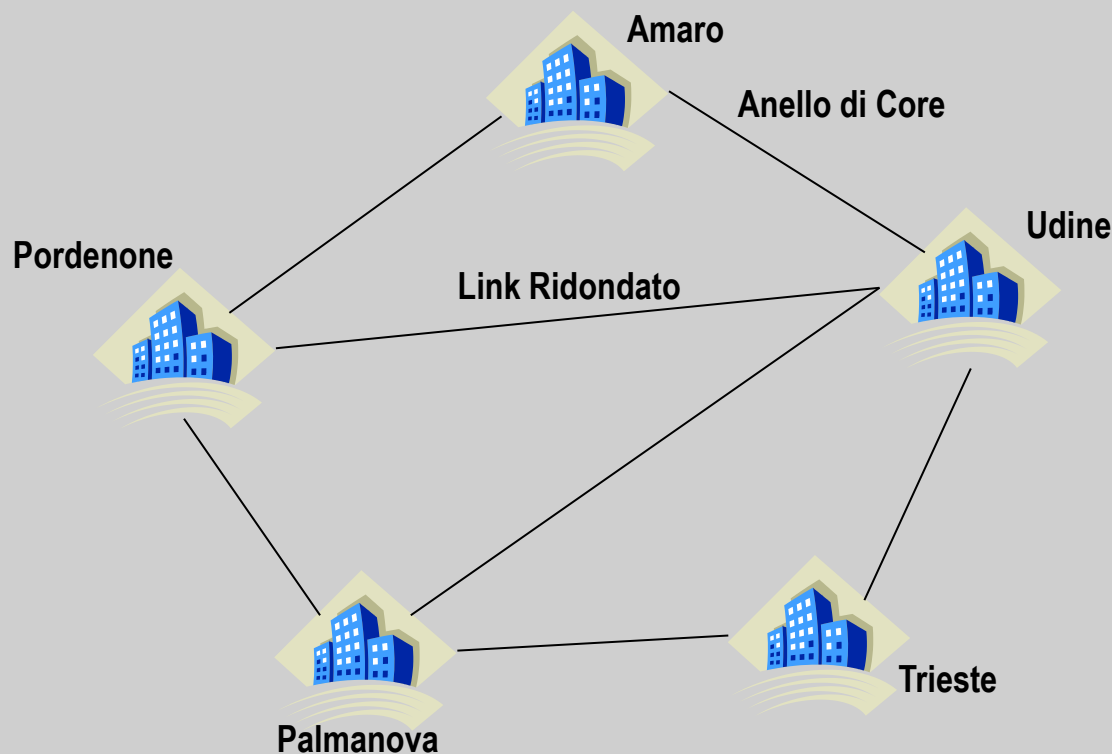 Amaro
Anello di Core
Udine
Pordenone
Link Ridondato
Trieste
Palmanova